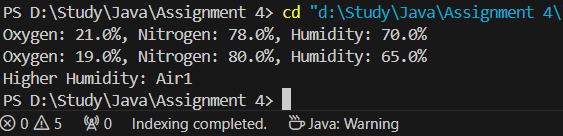 PS D:\Study\Java\Assignment 4> cd "d:\Study\Java\Assignment 4\
Oxygen: 21.0%, Nitrogen: 78.0%, Humidity: 70.0%
Oxygen: 19.0%, Nitrogen: 80.0%, Humidity: 65.0%
Higher Humidity: Air1
PS D:\Study\Java\Assignment 4>
0 5 0 Indexing completed. Java: Warning